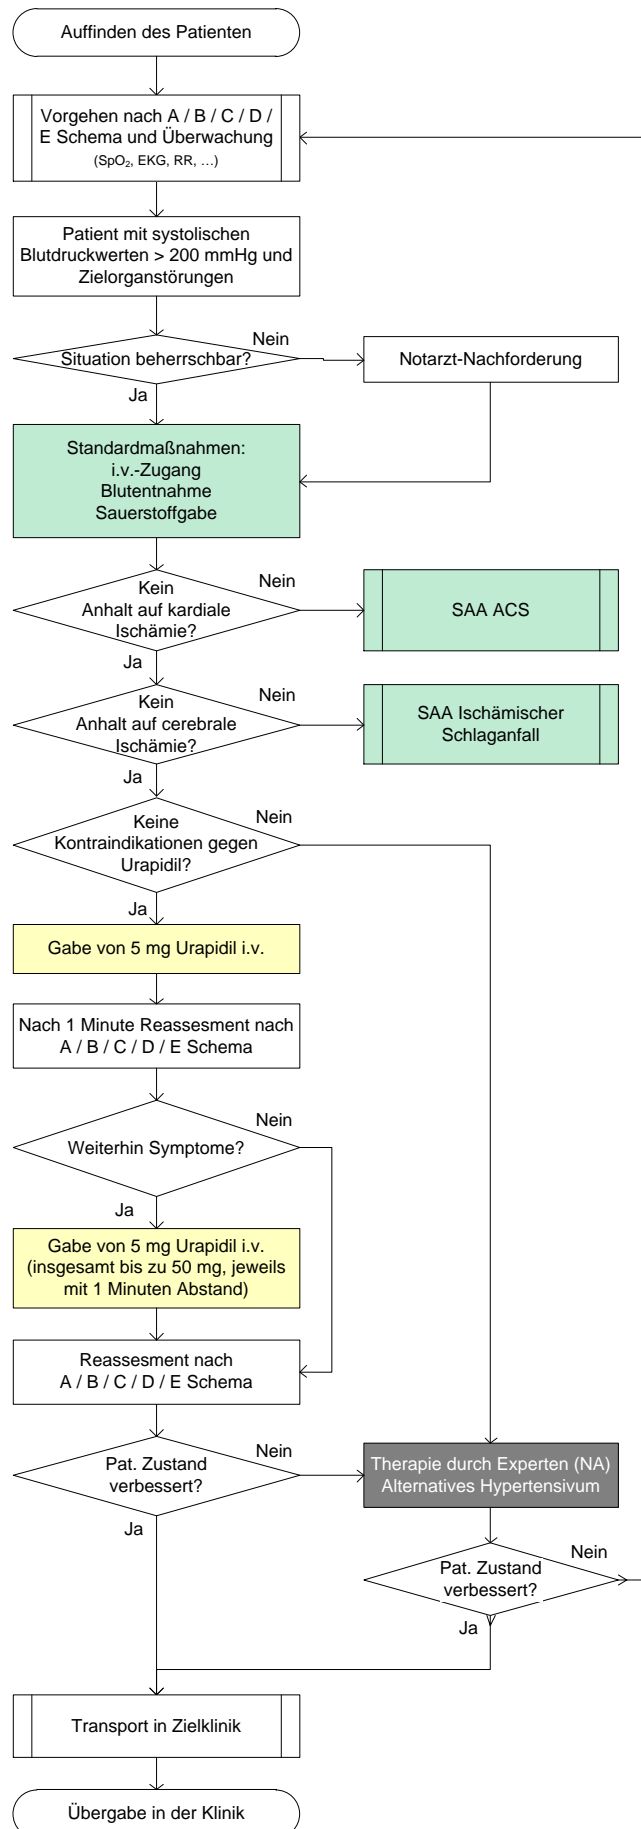 Auffinden des Patienten
Vorgehen nach A / B / C / D /
E Schema und Überwachung
(SpO₂, EKG, RR, …)
Patient mit systolischen
Blutdruckwerten > 200 mmHg und
Zielorganstörungen
Situation beherrschbar?
Nein
Notarzt-Nachforderung
Ja
Standardmaßnahmen:
i.v.-Zugang
Blutentnahme
Sauerstoffgabe
Kein
Anhalt auf kardiale
Ischämie?
Nein
SAA ACS
Ja
Kein
Anhalt auf cerebrale
Ischämie?
Nein
SAA Ischämischer
Schlaganfall
Ja
Keine
Kontraindikationen gegen
Urapidil?
Nein
Ja
Gabe von 5 mg Urapidil i.v.
Nach 1 Minute Reassesment nach
A / B / C / D / E Schema
Weiterhin Symptome?
Nein
Ja
Gabe von 5 mg Urapidil i.v.
(insgesamt bis zu 50 mg, jeweils
mit 1 Minuten Abstand)
Reassesment nach
A / B / C / D / E Schema
Pat. Zustand
verbessert?
Nein
Ja
Therapie durch Experten (NA)
Alternatives Hypertensivum
Pat. Zustand
verbessert?
Nein
Ja
Transport in Zielklinik
Übergabe in der Klinik